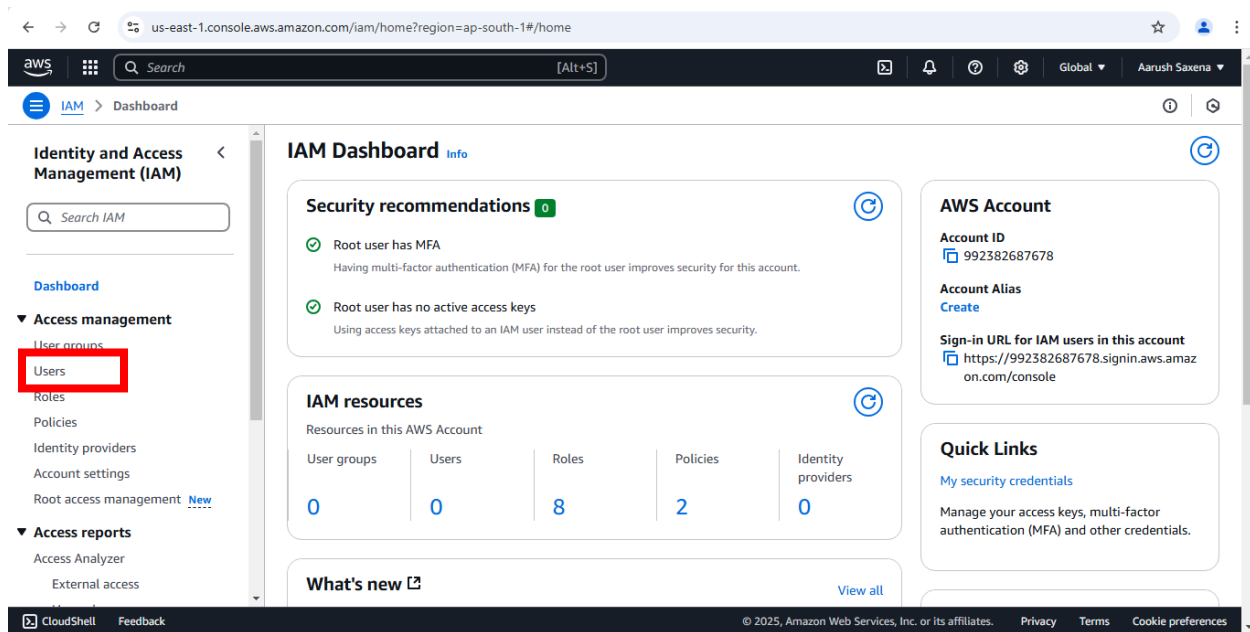 us-east-1.console.aws.amazon.com/iam/home?region=ap-south-1#/home
aws
Search
[Alt+S]
Global
Aarush Saxena
IAM > Dashboard
Identity and Access
Management (IAM)
Search IAM
Dashboard
Access management
User groups
Users
Roles
Policies
Identity providers
Account settings
Root access management New
Access reports
Access Analyzer
External access
IAM Dashboard Info
Security recommendations 0
Root user has MFA
Having multi-factor authentication (MFA) for the root user improves security for this account.
Root user has no active access keys
Using access keys attached to an IAM user instead of the root user improves security.
IAM resources
Resources in this AWS Account
User groups
0
Users
0
Roles
8
Policies
2
Identity
providers
0
What's new
View all
AWS Account
Account ID
992382687678
Account Alias
Create
Sign-in URL for IAM users in this account
https://992382687678.signin.aws.amaz
on.com/console
Quick Links
My security credentials
Manage your access keys, multi-factor
authentication (MFA) and other credentials.
CloudShell
Feedback
© 2025, Amazon Web Services, Inc. or its affiliates.
Privacy
Terms
Cookie preferences